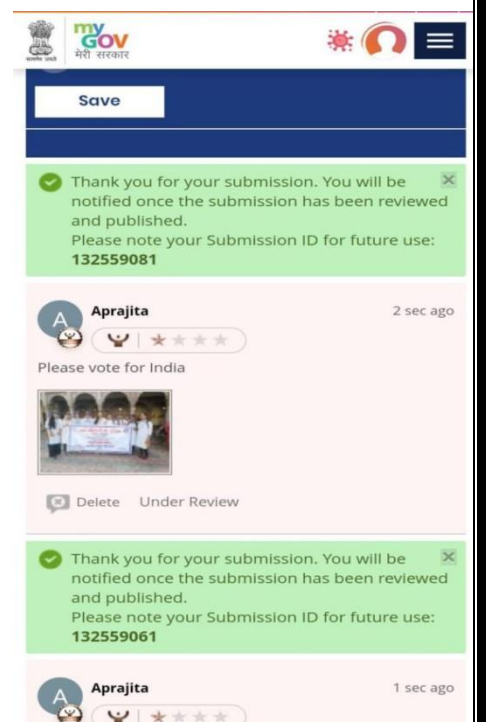 my
GOV
मेरी सरकार
सत्यमेव जयते
Save
Thank you for your submission. You will be
notified once the submission has been reviewed
and published.
Please note your Submission ID for future use:
132559081
A
Aprajita
2 sec ago
Please vote for India
Delete Under Review
Thank you for your submission. You will be
notified once the submission has been reviewed
and published.
Please note your Submission ID for future use:
132559061
A
Aprajita
1 sec ago